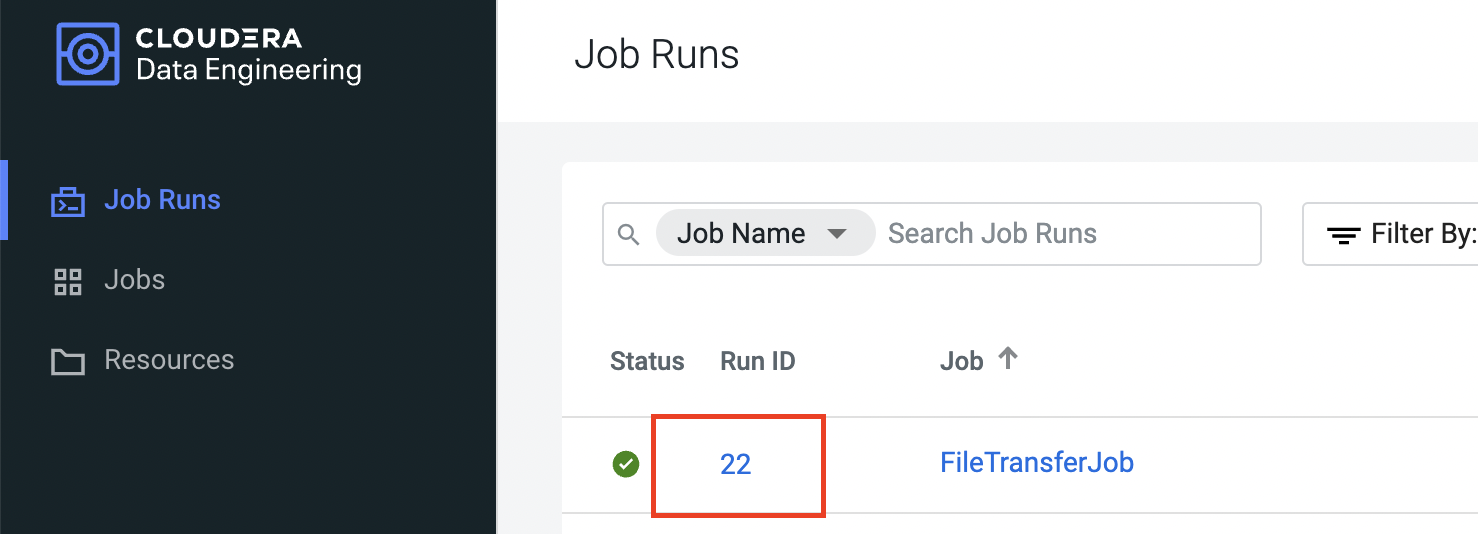 CLOUDERA
Data Engineering
Job Runs
Jobs
Resources
Job Runs
Job Name Search Job Runs Filter By:
Status Run ID Job ↑
22 FileTransferJob